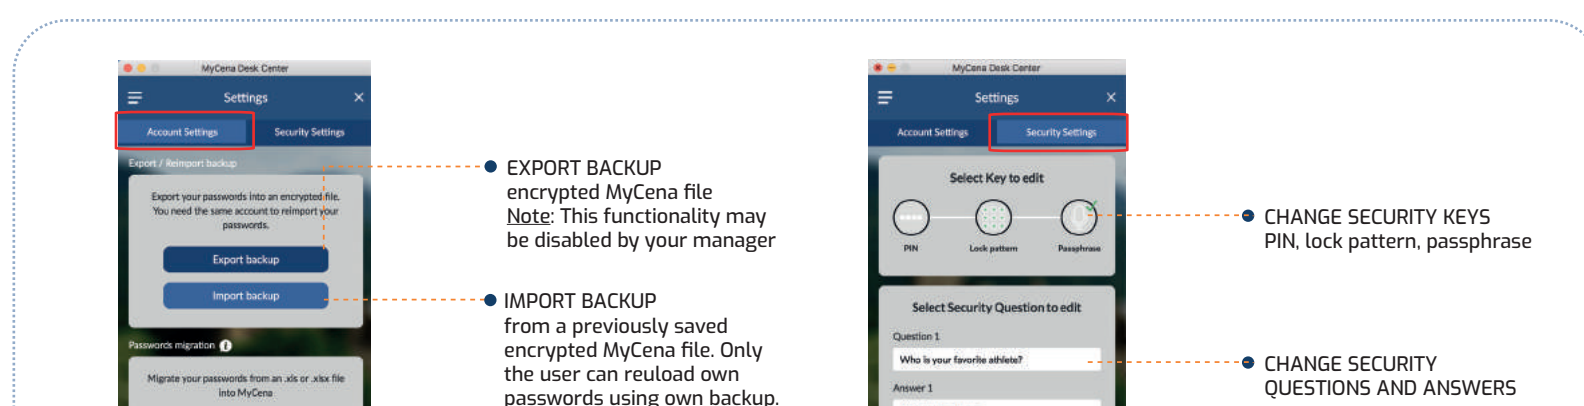 MyCena Desk Center
Settings
Account Settings
Security Settings
Export / Reimport backup
Export your passwords into an encrypted file.
You need the same account to reimport your
passwords.
Export backup
Import backup
Passwords migration
Migrate your passwords from an .xls or .xlsx file
into MyCena
EXPORT BACKUP
encrypted MyCena file
Note: This functionality may
be disabled by your manager
IMPORT BACKUP
from a previously saved
encrypted MyCena file. Only
the user can reuload own
passwords using own backup.
MyCena Desk Center
Settings
Account Settings
Security Settings
Select Key to edit
PIN
Lock pattern
Passphrase
Select Security Question to edit
Question 1
Who is your favorite athlete?
Answer 1
CHANGE SECURITY KEYS
PIN, lock pattern, passphrase
CHANGE SECURITY
QUESTIONS AND ANSWERS